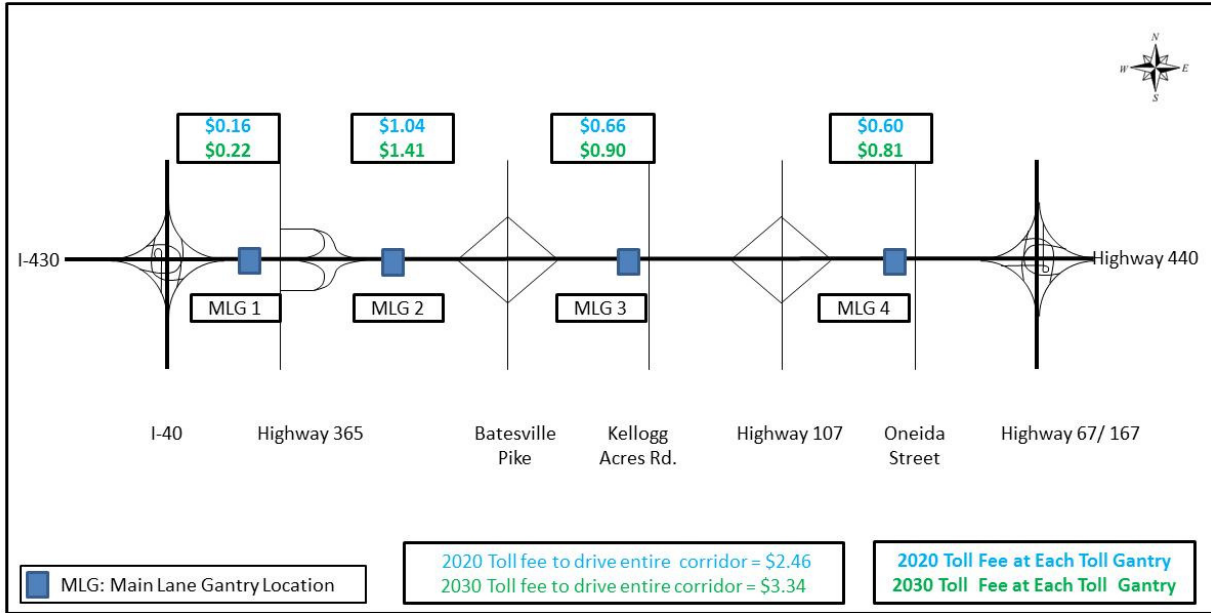 N
W E
S
$0.16
$0.22
$1.04
$1.41
$0.66
$0.90
$0.60
$0.81
I-430
Highway 440
MLG 1
MLG 2
MLG 3
MLG 4
I-40
Highway 365
Batesville
Pike
Kellogg
Acres Rd.
Highway 107
Oneida
Street
Highway 67/ 167
MLG: Main Lane Gantry Location
2020 Toll fee to drive entire corridor = $2.46
2030 Toll fee to drive entire corridor = $3.34
2020 Toll Fee at Each Toll Gantry
2030 Toll Fee at Each Toll Gantry